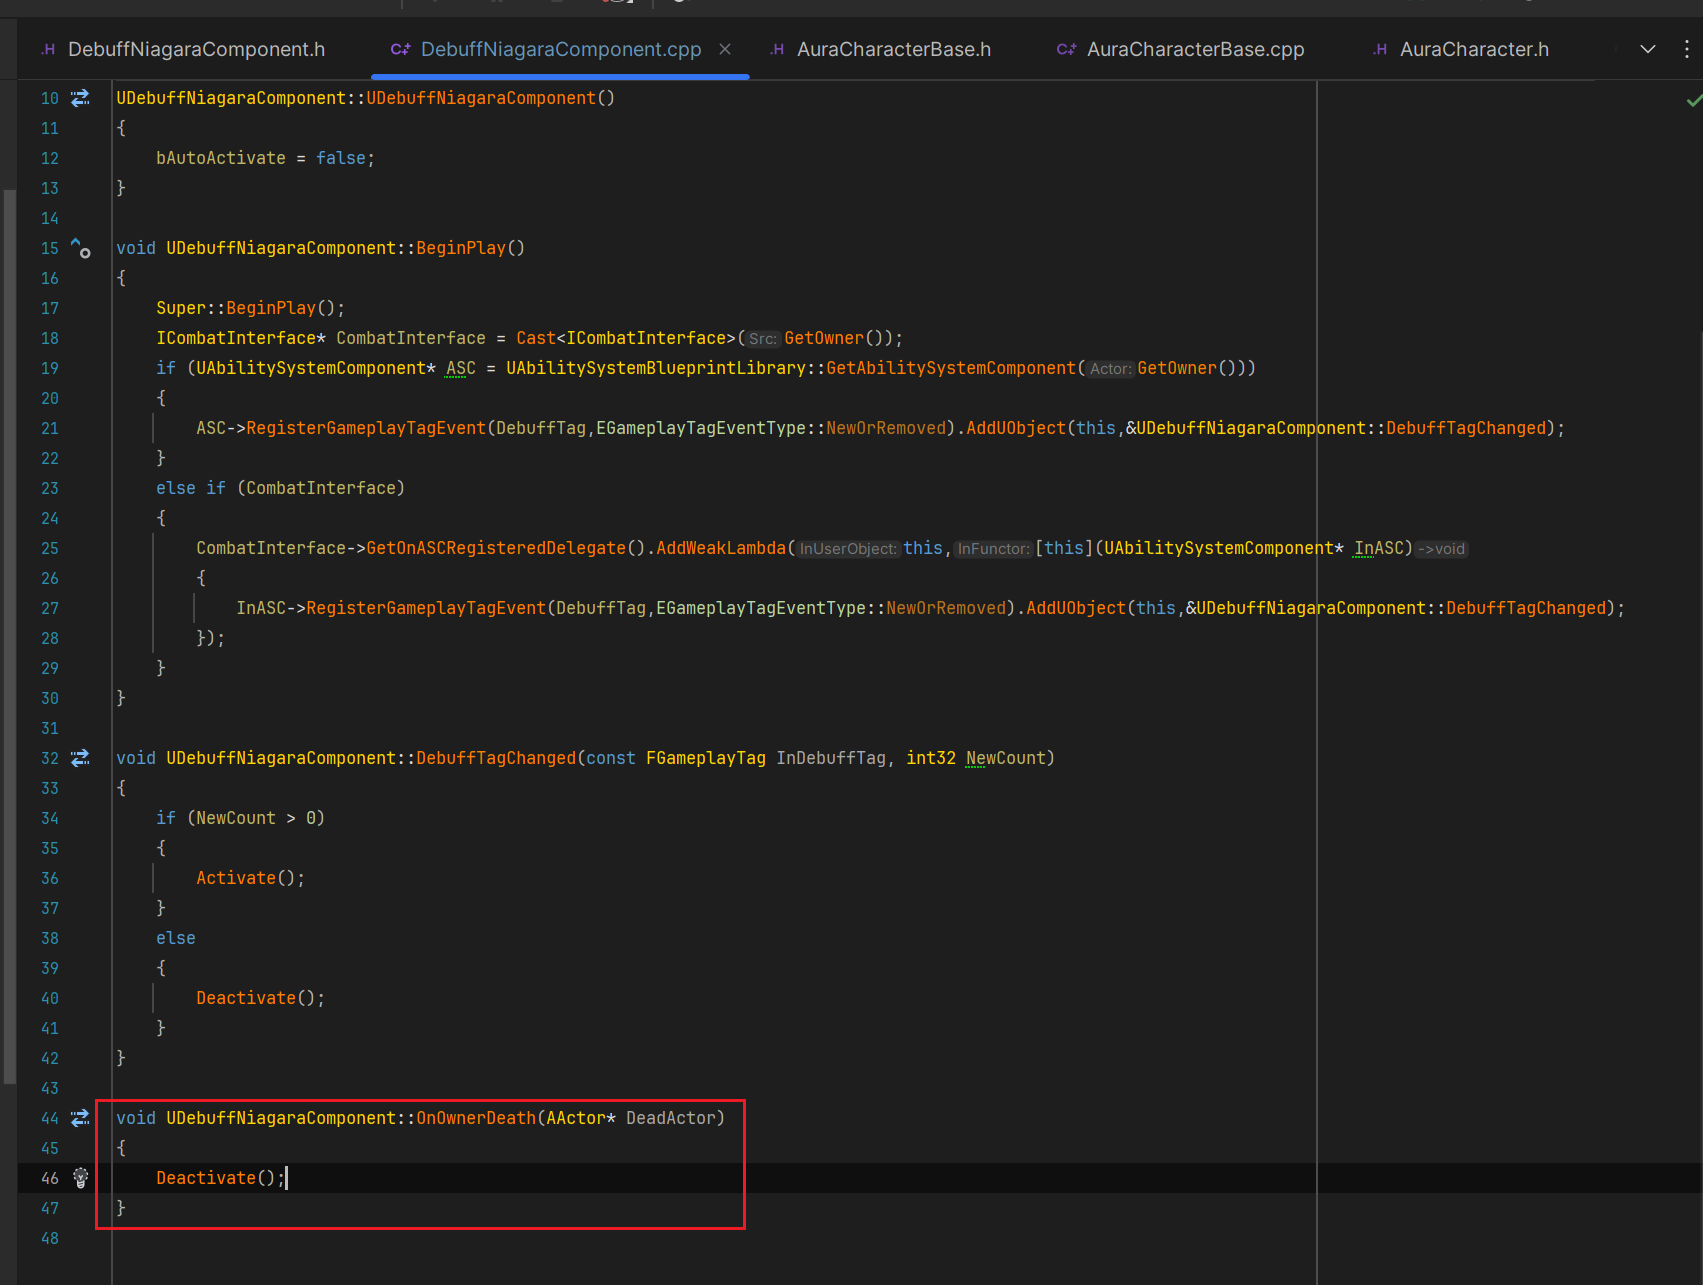 .H DebuffNiagaraComponent.h C++ DebuffNiagaraComponent.cpp × .H AuraCharacterBase.h C++ AuraCharacterBase.cpp .H AuraCharacter.h
10 UDebuffNiagaraComponent::UDebuffNiagaraComponent()
11 {
12 bAutoActivate = false;
13 }
14
15 void UDebuffNiagaraComponent::BeginPlay()
16 {
17 Super::BeginPlay();
18 ICombatInterface* CombatInterface = Cast<ICombatInterface>(Src: GetOwner());
19 if (UAbilitySystemComponent* ASC = UAbilitySystemBlueprintLibrary::GetAbilitySystemComponent(Actor: GetOwner()))
20 {
21 ASC->RegisterGameplayTagEvent(DebuffTag,EGameplayTagEventType::NewOrRemoved).AddUObject(this,&UDebuffNiagaraComponent::DebuffTagChanged);
22 }
23 else if (CombatInterface)
24 {
25 CombatInterface->GetOnASCRegisteredDelegate().AddWeakLambda(InUserObject: this, InFunctor: [this](UAbilitySystemComponent* InASC) ->void
26 {
27 InASC->RegisterGameplayTagEvent(DebuffTag,EGameplayTagEventType::NewOrRemoved).AddUObject(this,&UDebuffNiagaraComponent::DebuffTagChanged);
28 });
29 }
30 }
31
32 void UDebuffNiagaraComponent::DebuffTagChanged(const FGameplayTag InDebuffTag, int32 NewCount)
33 {
34 if (NewCount > 0)
35 {
36 Activate();
37 }
38 else
39 {
40 Deactivate();
41 }
42 }
43
44 void UDebuffNiagaraComponent::OnOwnerDeath(AActor* DeadActor)
45 {
46 Deactivate();
47 }
48